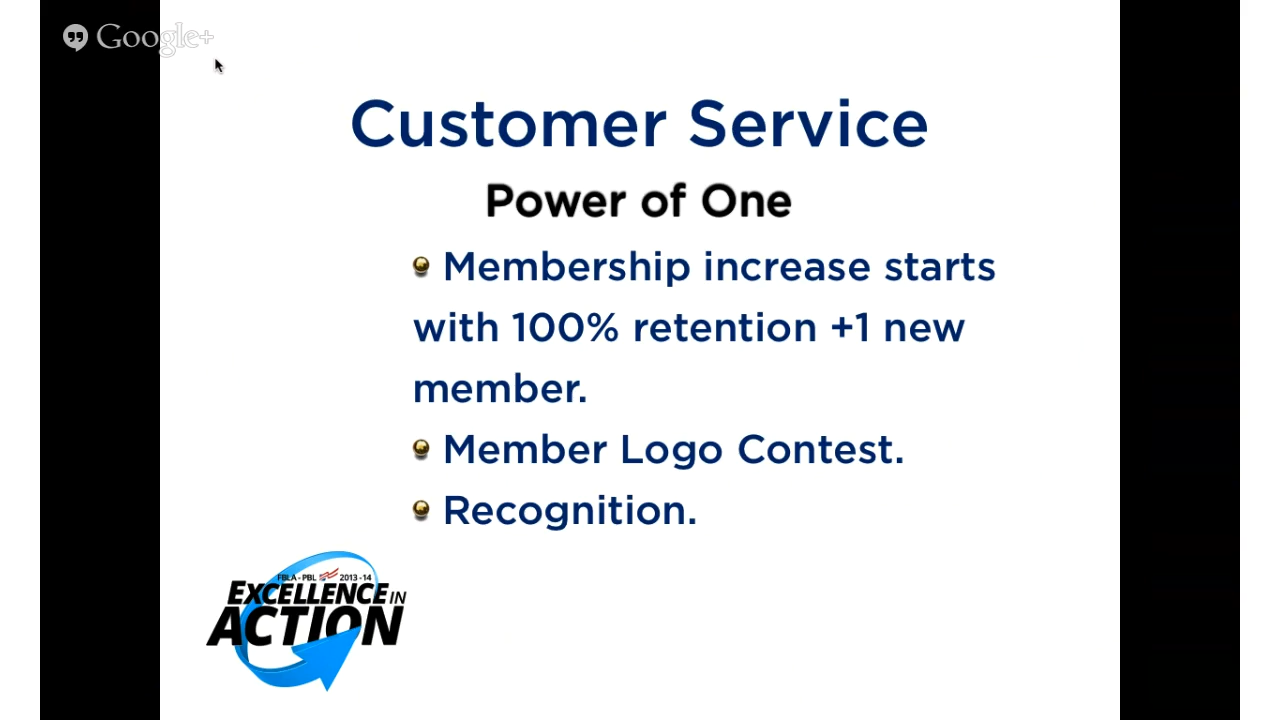 Google+
Customer Service
Power of One
Membership increase starts
with 100% retention +1 new
member.
Member Logo Contest.
Recognition.
FBLA-PBL 2013-14
EXCELLENCE IN
ACTION